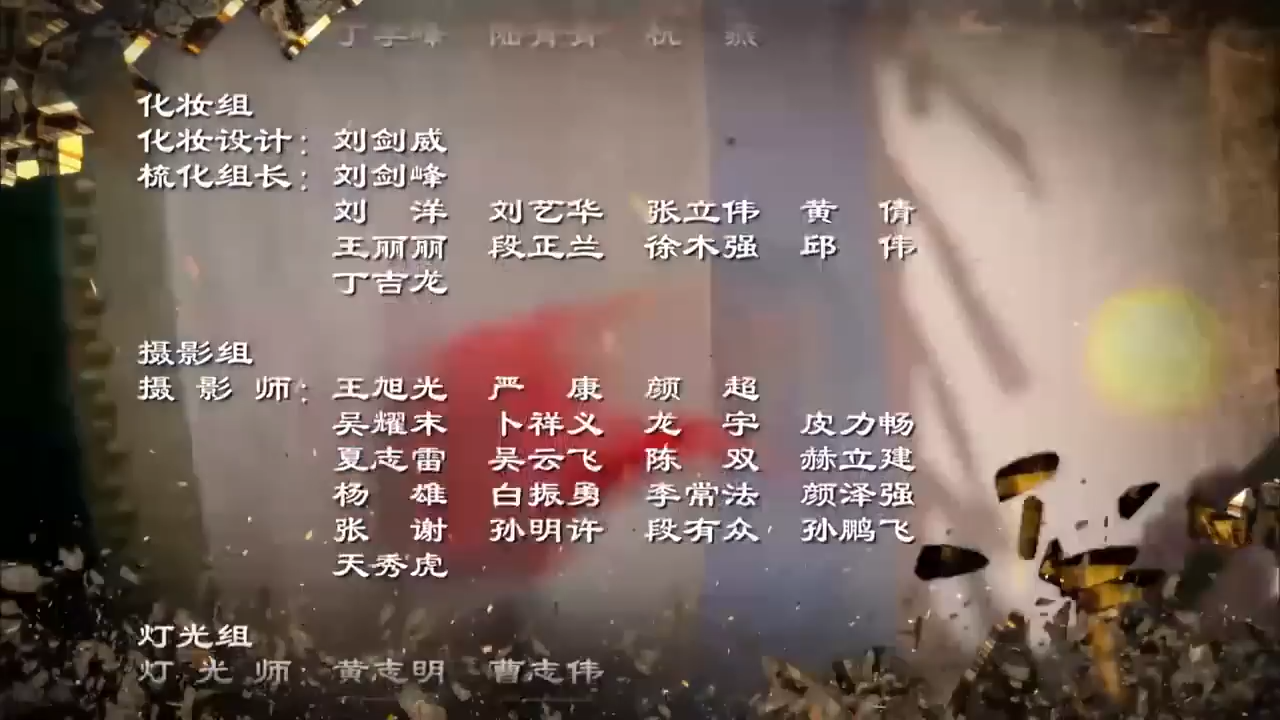 化妆组
化妆设计：刘剑威
梳化组长：刘剑峰
刘　洋　刘艺华　张立伟　黄　倩
王丽丽　段正兰　徐木强　邱　伟
丁吉龙
摄影组
摄 影 师：王旭光　严　康　颜　超
吴耀末　卜祥义　龙　宇　皮力畅
夏志雷　吴云飞　陈　双　赫立建
杨　雄　白振勇　李常法　颜泽强
张　谢　孙明许　段有众　孙鹏飞
天秀虎
灯光组
灯 光 师：黄志明　曹志伟